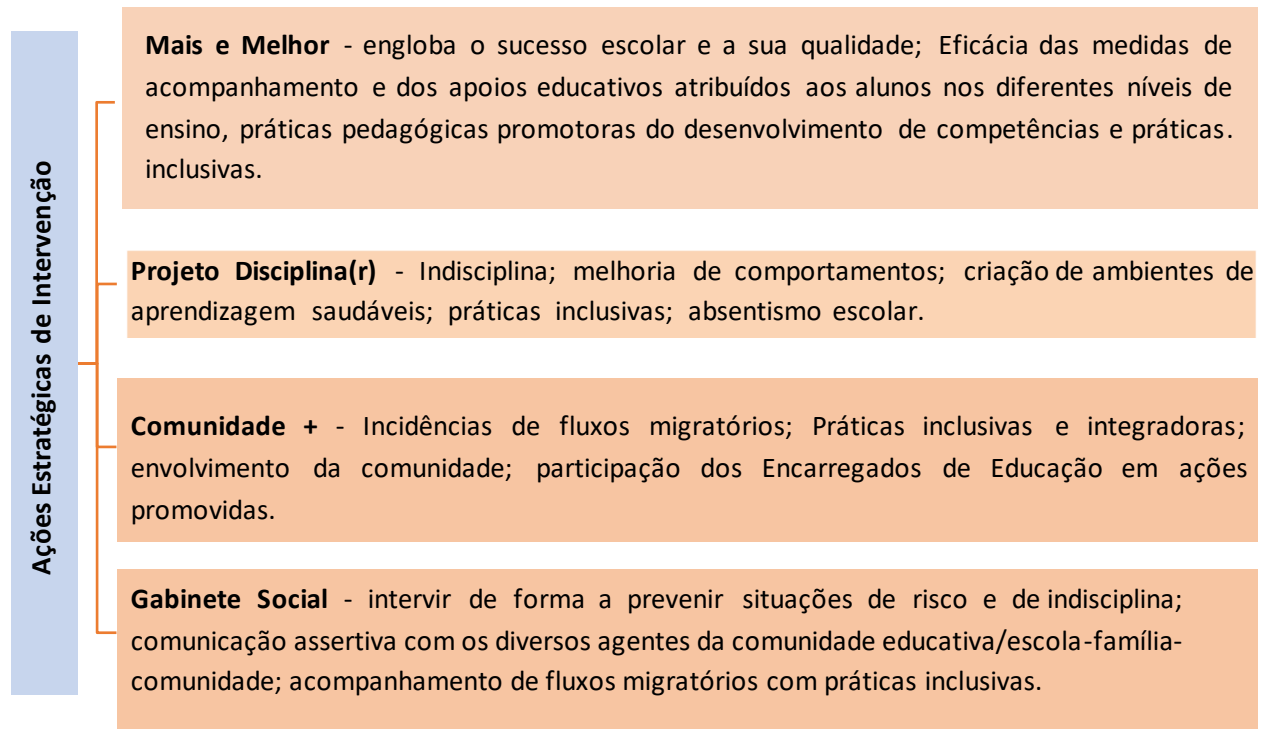 Ações Estratégicas de Intervenção
Mais e Melhor - engloba o sucesso escolar e a sua qualidade; Eficácia das medidas de
acompanhamento e dos apoios educativos atribuídos aos alunos nos diferentes níveis de
ensino, práticas pedagógicas promotoras do desenvolvimento de competências e práticas.
inclusivas.
Projeto Disciplina(r) - Indisciplina; melhoria de comportamentos; criação de ambientes de
aprendizagem saudáveis; práticas inclusivas; absentismo escolar.
Comunidade + - Incidências de fluxos migratórios; Práticas inclusivas e integradoras;
envolvimento da comunidade; participação dos Encarregados de Educação em ações
promovidas.
Gabinete Social - intervir de forma a prevenir situações de risco e de indisciplina;
comunicação assertiva com os diversos agentes da comunidade educativa/escola-família-
comunidade; acompanhamento de fluxos migratórios com práticas inclusivas.